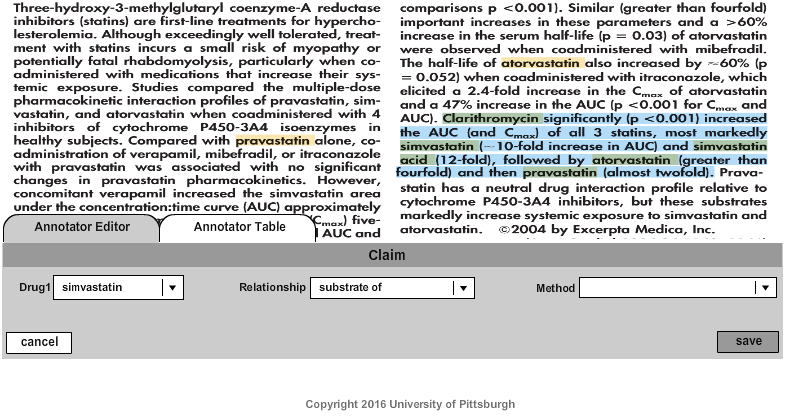 Three-hydroxy-3-methylglutaryl coenzyme-A reductase
inhibitors (statins) are first-line treatments for hypercho-
lesterolemia. Although exceedingly well tolerated, treat-
ment with statins incurs a small risk of myopathy or
potentially fatal rhabdomyolysis, particularly when co-
administered with medications that increase their sys-
temic exposure. Studies compared the multiple-dose
pharmacokinetic interaction profiles of pravastatin, sim-
vastatin, and atorvastatin when coadministered with 4
inhibitors of cytochrome P450-3A4 isoenzymes in
healthy subjects. Compared with pravastatin alone, co-
administration of verapamil, mibefradil, or itraconazole
with pravastatin was associated with no significant
changes in pravastatin pharmacokinetics. However,
concomitant verapamil increased the simvastatin area
under the concentration:time curve (AUC) approximately
(Cmax) five-
AUC and
comparisons p <0.001). Similar (greater than fourfold)
important increases in these parameters and a >60%
increase in the serum half-life (p = 0.03) of atorvastatin
were observed when coadministered with mibefradil.
The half-life of atorvastatin also increased by ~60% (p
= 0.052) when coadministered with itraconazole, which
elicited a 2.4-fold increase in the Cmax of atorvastatin
and a 47% increase in the AUC (p <0.001 for Cmax and
AUC). Clarithromycin significantly (p <0.001) increased
the AUC (and Cmax) of all 3 statins, most markedly
simvastatin (~10-fold increase in AUC) and simvastatin
acid (12-fold), followed by atorvastatin (greater than
fourfold) and then pravastatin (almost twofold). Prava-
statin has a neutral drug interaction profile relative to
cytochrome P450-3A4 inhibitors, but these substrates
markedly increase systemic exposure to simvastatin and
atorvastatin. ©2004 by Excerpta Medica, Inc.
Annotator Editor
Annotator Table
Claim
Drug1 simvastatin
Relationship substrate of
Method
cancel
save
Copyright 2016 University of Pittsburgh